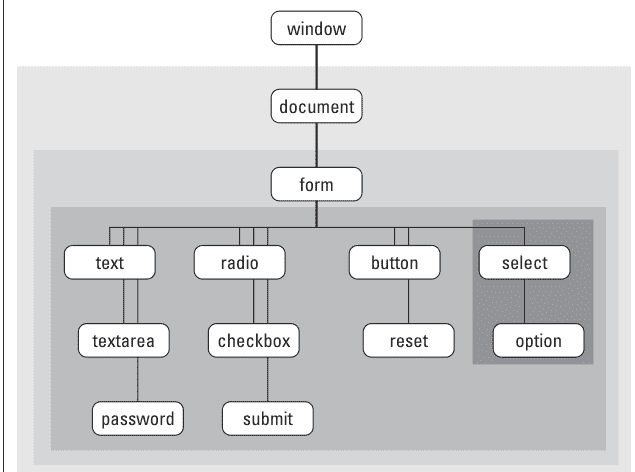 window
document
form
text
radio
button
select
textarea
checkbox
reset
option
password
submit